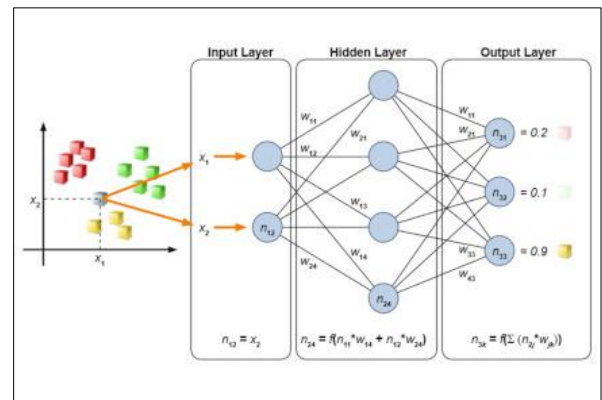 Input Layer
Hidden Layer
Output Layer
w₁₁
w₁₁
n₃₁ = 0.2
w₂₁
w₂₁
x₁
w₁₂
n₃₂ = 0.1
x₂
x₂
n₁₂
w₁₃
w₃₃
n₃₃ = 0.9
w₁₄
w₄₃
x₁
w₂₄
n₂₄
n₁₂ = x₂
n₂₄ = f(n₁₁*w₁₄ + n₁₂*w₂₄)
n₃ₖ = f(Σ (n₂ⱼ*wⱼₖ))